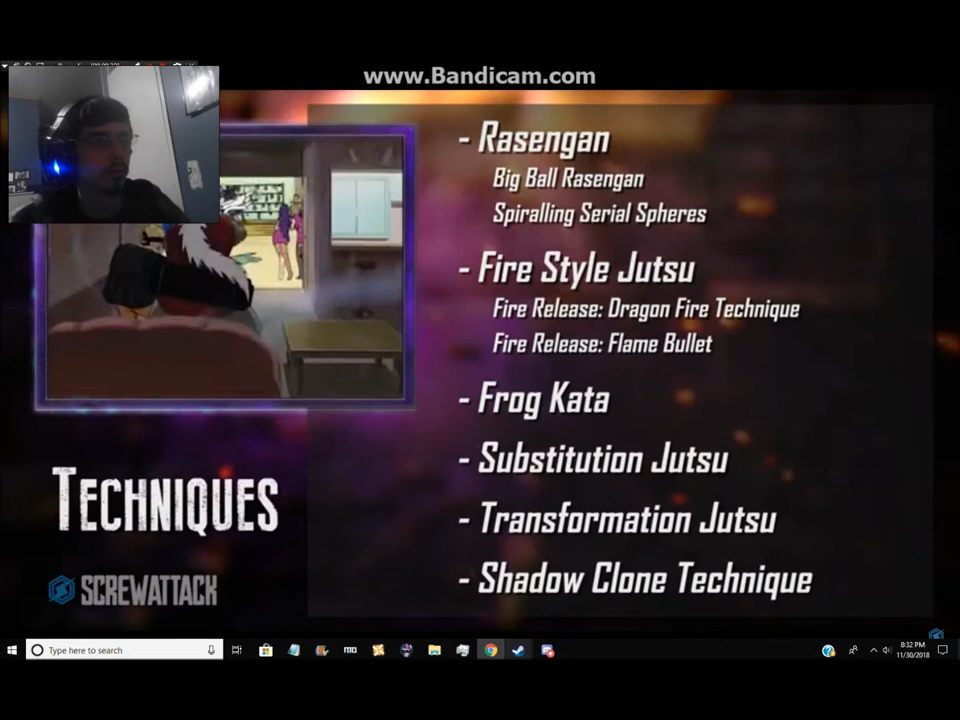 www.Bandicam.com
- Rasengan
Big Ball Rasengan
Spiralling Serial Spheres
- Fire Style Jutsu
Fire Release: Dragon Fire Technique
Fire Release: Flame Bullet
- Frog Kata
- Substitution Jutsu
- Transformation Jutsu
- Shadow Clone Technique
TECHNIQUES
SCREWATTACK
Type here to search
8:32 PM
11/30/2018